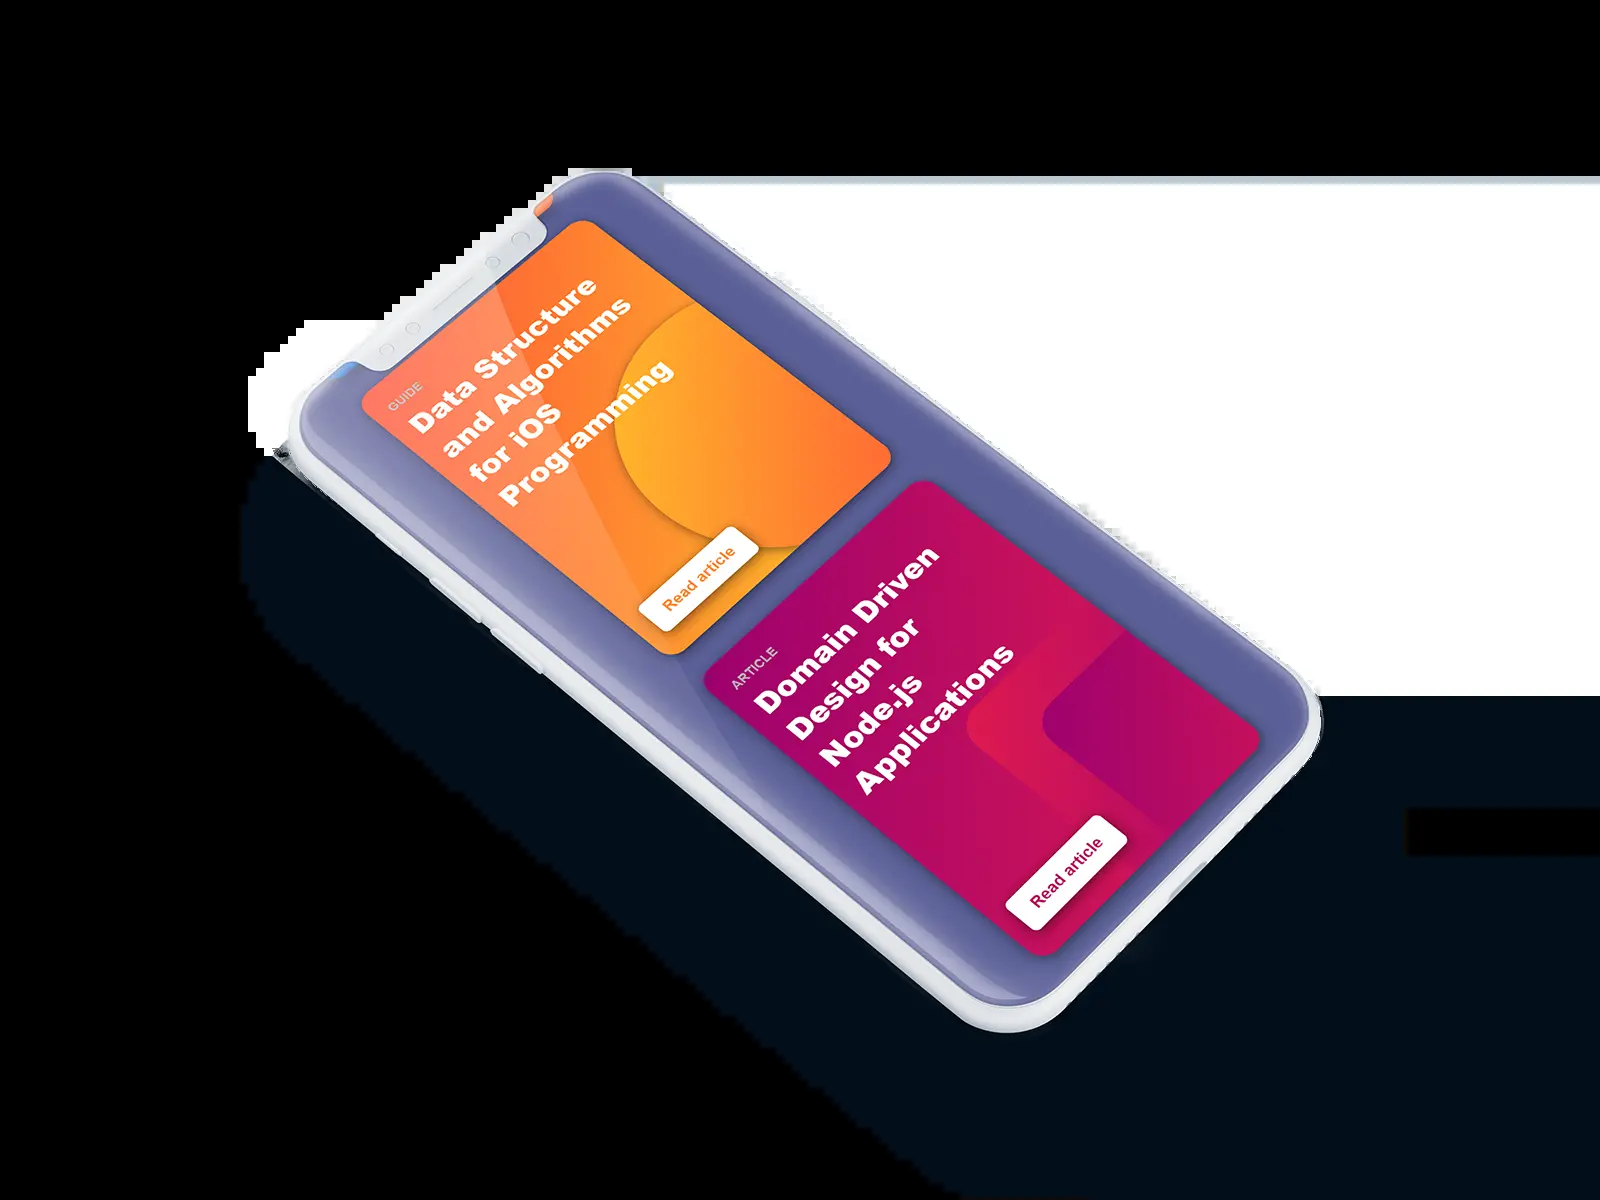 GUIDE
Data Structure
and Algorithms
for iOS
Programming
Read article
ARTICLE
Domain Driven
Design for
Node.js
Applications
Read article